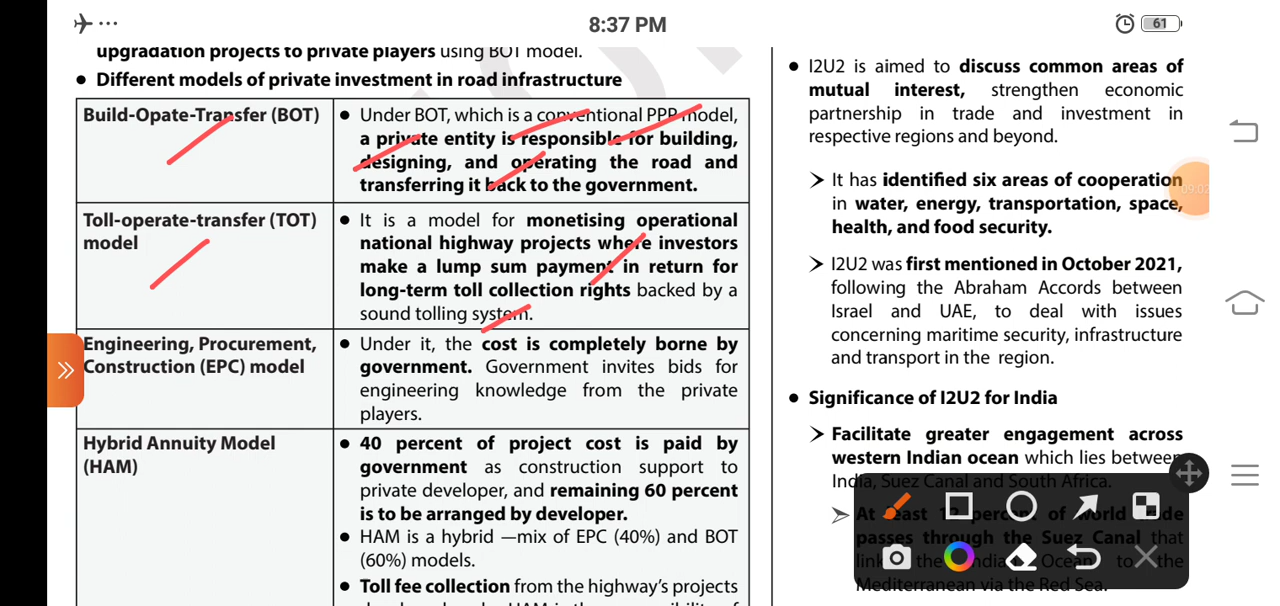 8:37 PM
61
upgradation projects to private players using BOT model.
• Different models of private investment in road infrastructure
Build-Opate-Transfer (BOT)
• Under BOT, which is a conventional PPP model,
a private entity is responsible for building,
designing, and operating the road and
transferring it back to the government.
Toll-operate-transfer (TOT)
model
• It is a model for monetising operational
national highway projects where investors
make a lump sum payment in return for
long-term toll collection rights backed by a
sound tolling system.
Engineering, Procurement,
Construction (EPC) model
• Under it, the cost is completely borne by
government. Government invites bids for
engineering knowledge from the private
players.
Hybrid Annuity Model
(HAM)
• 40 percent of project cost is paid by
government as construction support to
private developer, and remaining 60 percent
is to be arranged by developer.
• HAM is a hybrid —mix of EPC (40%) and BOT
(60%) models.
• Toll fee collection from the highway's projects
• I2U2 is aimed to discuss common areas of
mutual interest, strengthen economic
partnership in trade and investment in
respective regions and beyond.
➤ It has identified six areas of cooperation
in water, energy, transportation, space,
health, and food security.
➤ I2U2 was first mentioned in October 2021,
following the Abraham Accords between
Israel and UAE, to deal with issues
concerning maritime security, infrastructure
and transport in the region.
• Significance of I2U2 for India
➤ Facilitate greater engagement across
western Indian ocean which lies between
India, Suez Canal and South Africa.
➤ At least 12 percent of world trade
passes through the Suez Canal that
links the Indian Ocean to the
Mediterranean via the Red Sea.
09:02